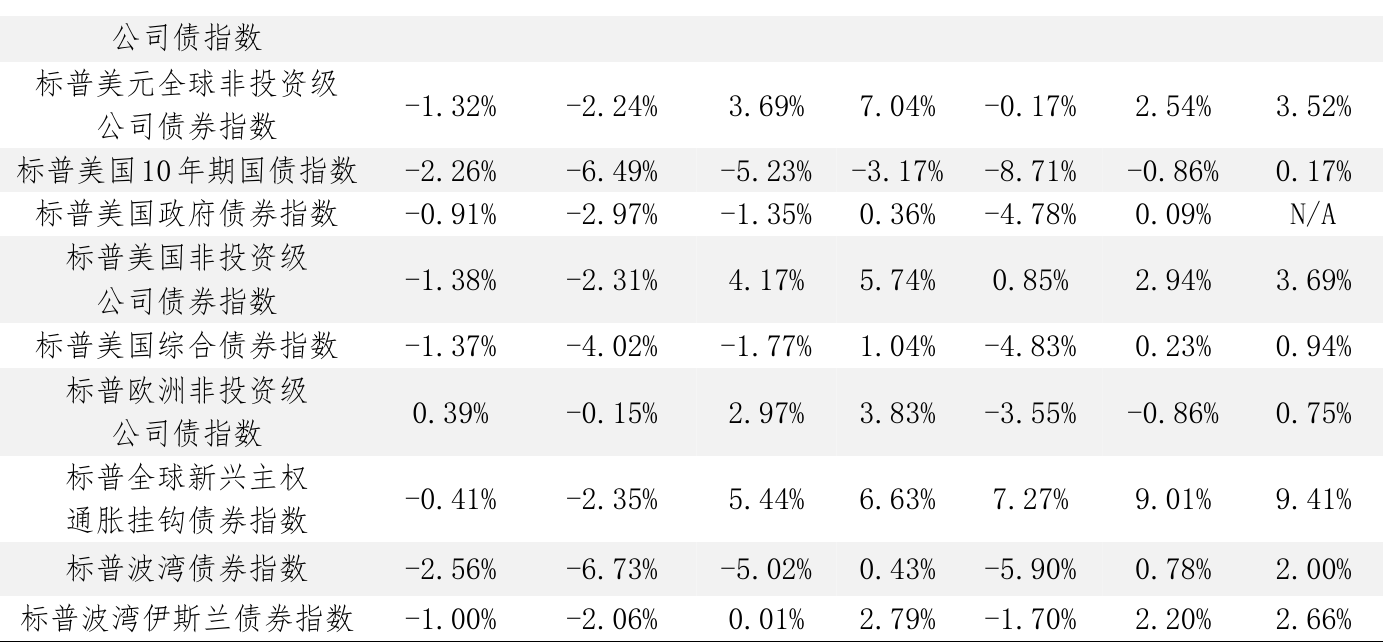 公司债指数
标普美元全球非投资级
公司债券指数 -1.32% -2.24% 3.69% 7.04% -0.17% 2.54% 3.52%
标普美国10年期国债指数 -2.26% -6.49% -5.23% -3.17% -8.71% -0.86% 0.17%
标普美国政府债券指数 -0.91% -2.97% -1.35% 0.36% -4.78% 0.09% N/A
标普美国非投资级
公司债券指数 -1.38% -2.31% 4.17% 5.74% 0.85% 2.94% 3.69%
标普美国综合债券指数 -1.37% -4.02% -1.77% 1.04% -4.83% 0.23% 0.94%
标普欧洲非投资级
公司债指数 0.39% -0.15% 2.97% 3.83% -3.55% -0.86% 0.75%
标普全球新兴主权
通胀挂钩债券指数 -0.41% -2.35% 5.44% 6.63% 7.27% 9.01% 9.41%
标普波湾债券指数 -2.56% -6.73% -5.02% 0.43% -5.90% 0.78% 2.00%
标普波湾伊斯兰债券指数 -1.00% -2.06% 0.01% 2.79% -1.70% 2.20% 2.66%